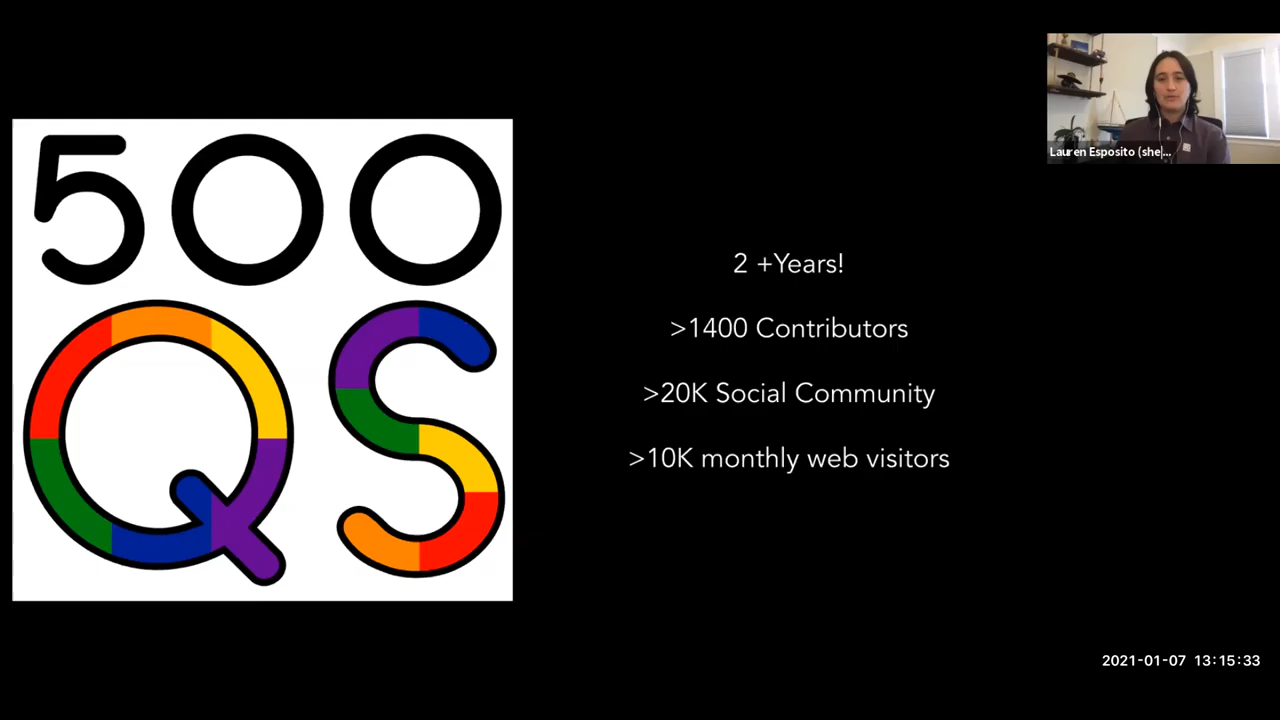 500
QS
2 +Years!
>1400 Contributors
>20K Social Community
>10K monthly web visitors
Lauren Esposito (she|...
2021-01-07 13:15:33